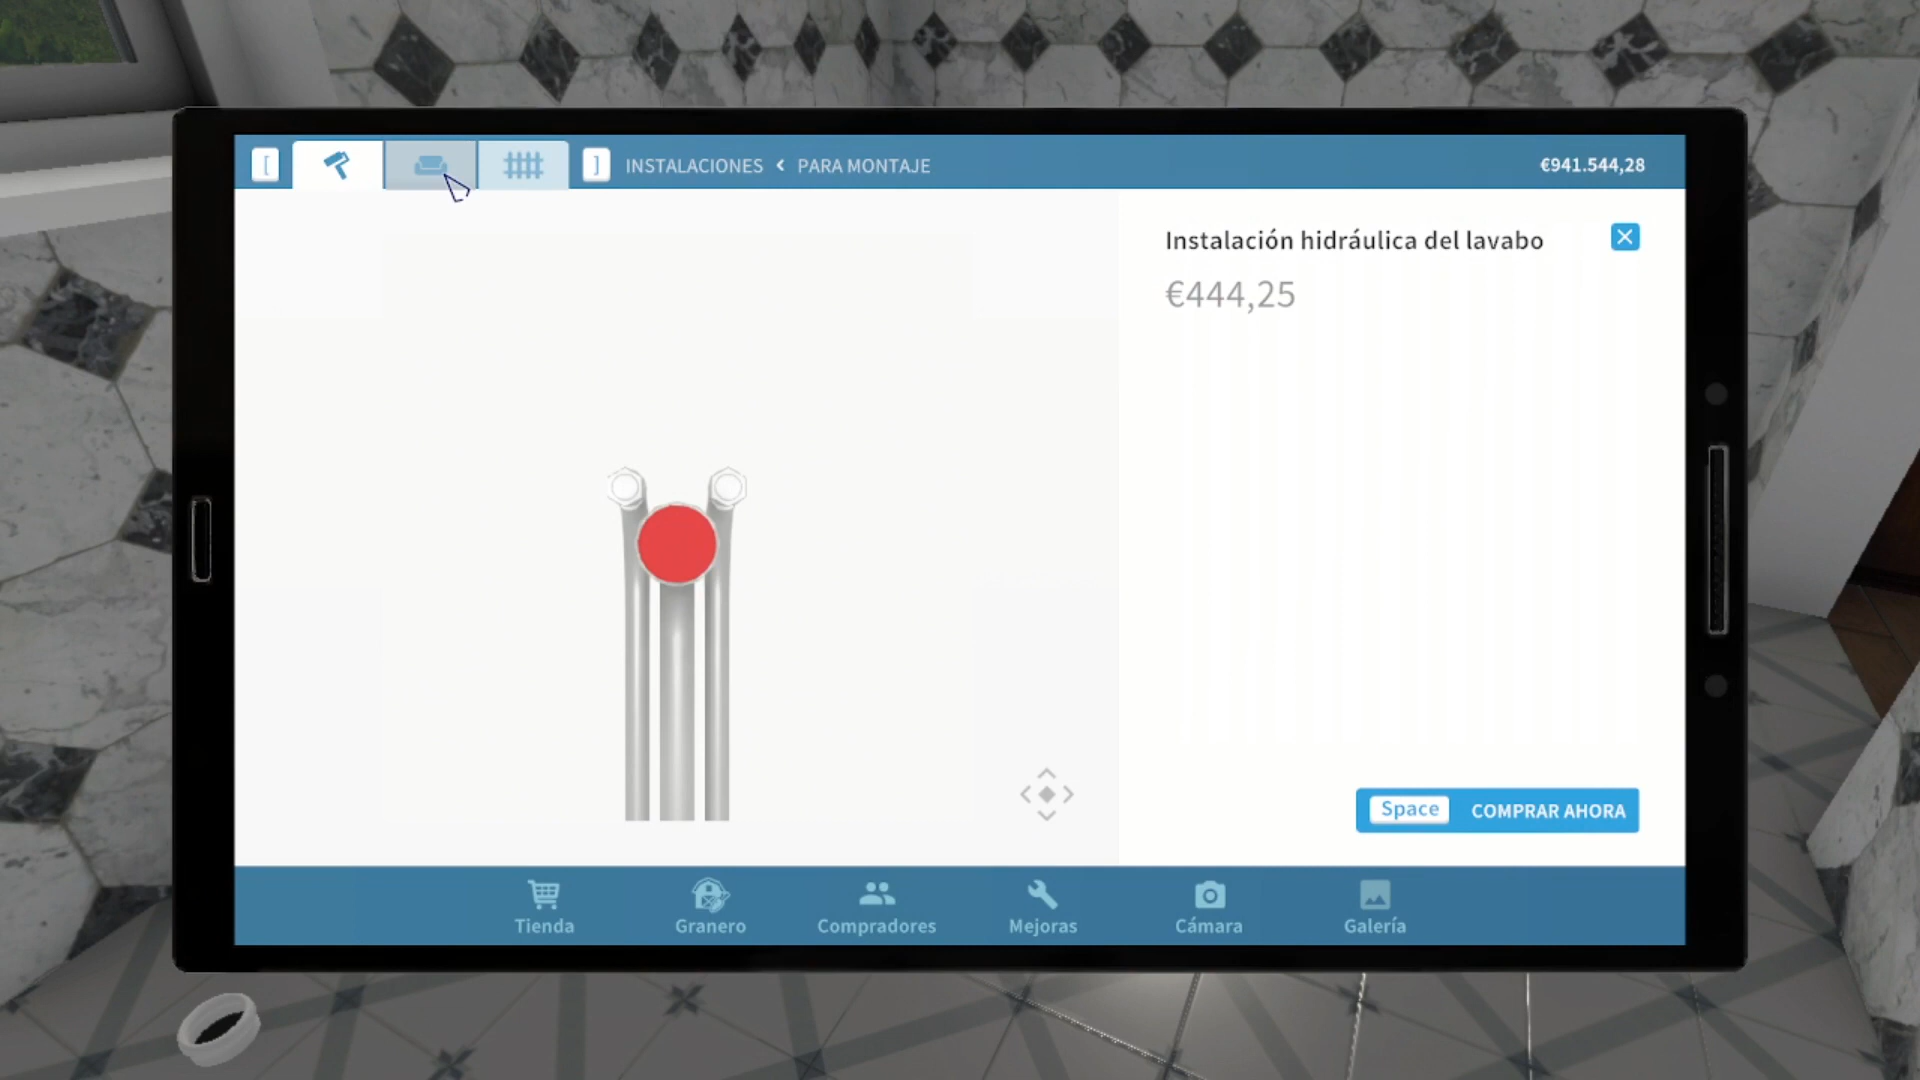 [
]
INSTALACIONES < PARA MONTAJE
€941.544,28
Instalación hidráulica del lavabo
€444,25
Space COMPRAR AHORA
Tienda
Granero
Compradores
Mejoras
Cámara
Galería